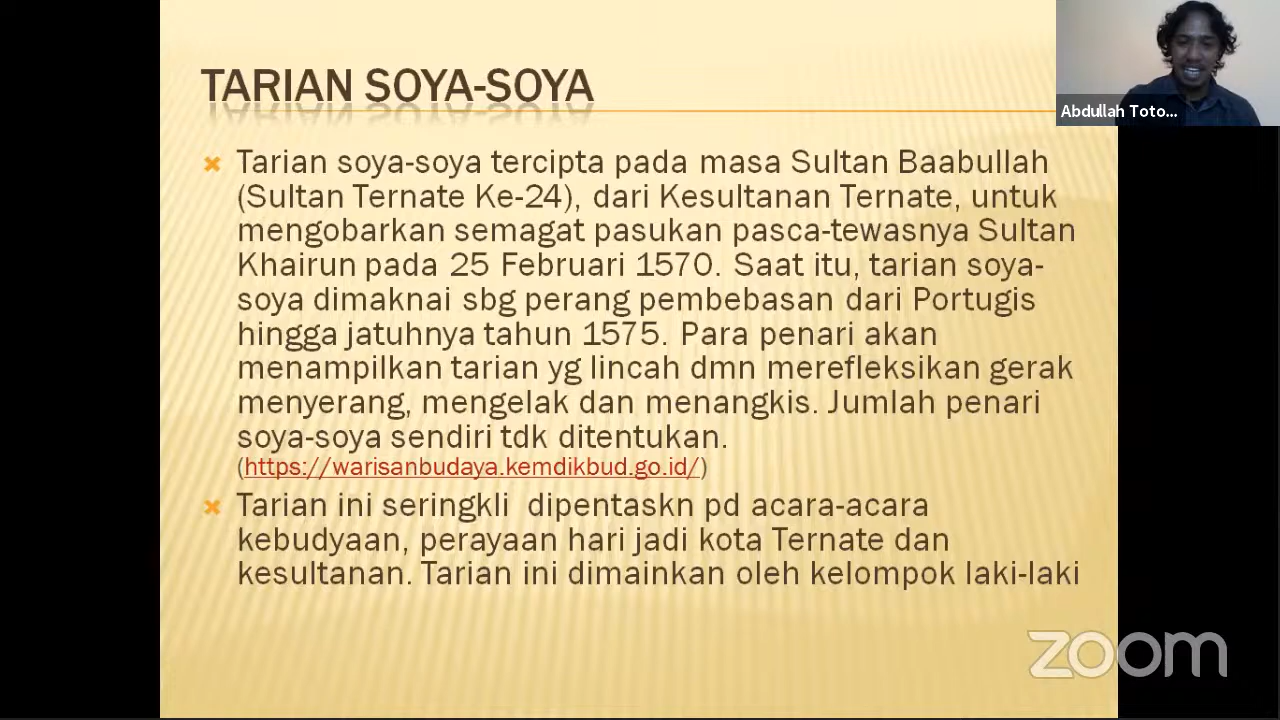 TARIAN SOYA-SOYA
Abdullah Toto...
Tarian soya-soya tercipta pada masa Sultan Baabullah
(Sultan Ternate Ke-24), dari Kesultanan Ternate, untuk
mengobarkan semagat pasukan pasca-tewasnya Sultan
Khairun pada 25 Februari 1570. Saat itu, tarian soya-
soya dimaknai sbg perang pembebasan dari Portugis
hingga jatuhnya tahun 1575. Para penari akan
menampilkan tarian yg lincah dmn merefleksikan gerak
menyerang, mengelak dan menangkis. Jumlah penari
soya-soya sendiri tdk ditentukan.
(https://warisanbudaya.kemdikbud.go.id/)
Tarian ini seringkli  dipentaskn pd acara-acara
kebudyaan, perayaan hari jadi kota Ternate dan
kesultanan. Tarian ini dimainkan oleh kelompok laki-laki
zoom